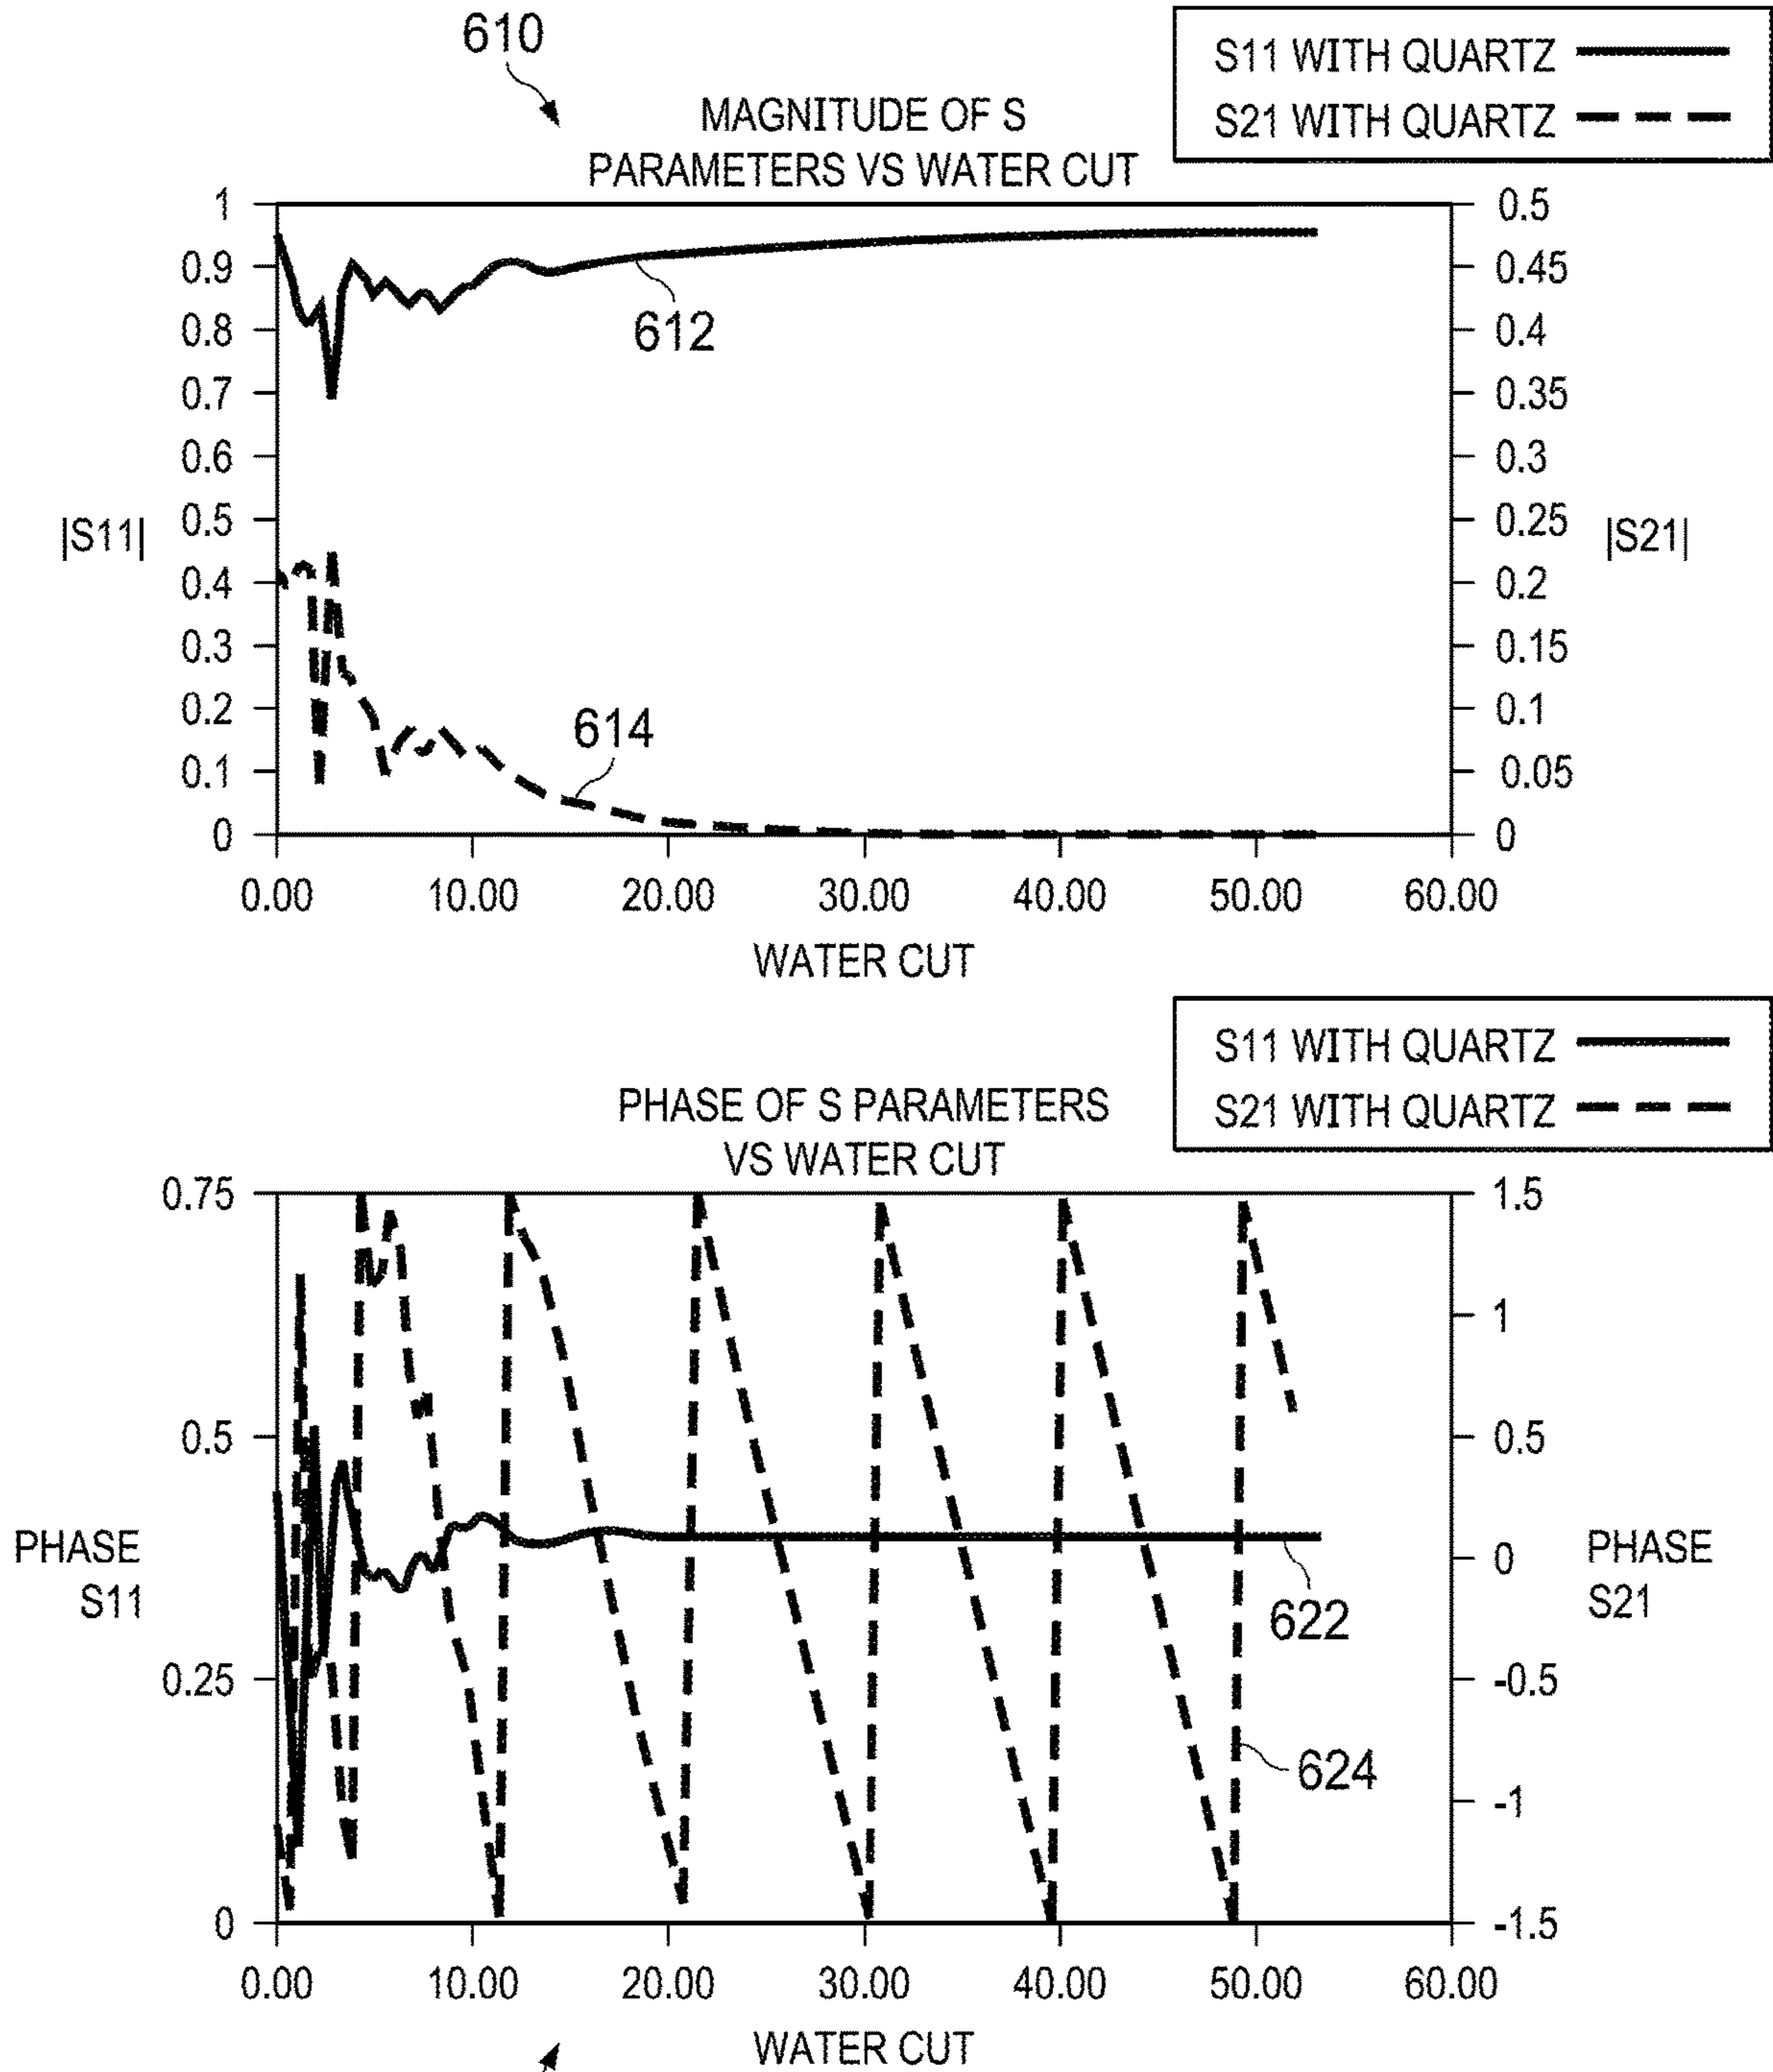 610
S11 WITH QUARTZ
S21 WITH QUARTZ
MAGNITUDE OF S
PARAMETERS VS WATER CUT
1
0.9
0.8
0.7
0.6
0.5
0.4
0.3
0.2
0.1
0
|S11|
0.5
0.45
0.4
0.35
0.3
0.25
0.2
0.15
0.1
0.05
0
|S21|
612
614
0.00 10.00 20.00 30.00 40.00 50.00 60.00
WATER CUT
S11 WITH QUARTZ
S21 WITH QUARTZ
PHASE OF S PARAMETERS
VS WATER CUT
0.75
0.5
0.25
0
PHASE
S11
1.5
1
0.5
0
-0.5
-1
-1.5
PHASE
S21
622
624
0.00 10.00 20.00 30.00 40.00 50.00 60.00
WATER CUT